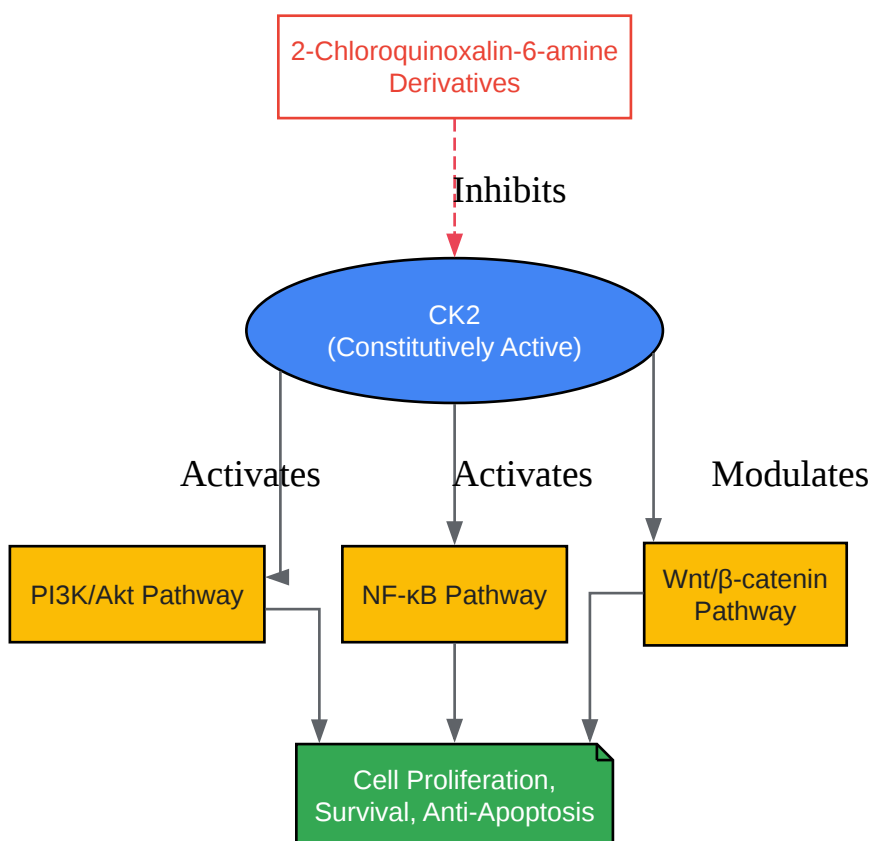 2-Chloroquinoxalin-6-amine
Derivatives
Inhibits
CK2
(Constitutively Active)
Activates
Activates
Modulates
PI3K/Akt Pathway
NF-κB Pathway
Wnt/β-catenin
Pathway
Cell Proliferation,
Survival, Anti-Apoptosis